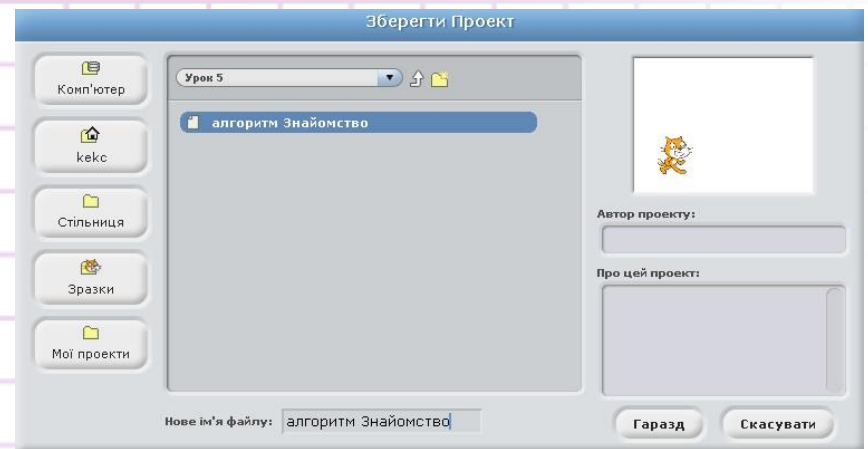 Зберегти Проект
Комп'ютер
kekc
Стільниця
Зразки
Мої проекти
Урок 5
алгоритм Знайомство
Нове ім'я файлу: алгоритм Знайомство
Автор проекту:
Про цей проект:
Гаразд
Скасувати